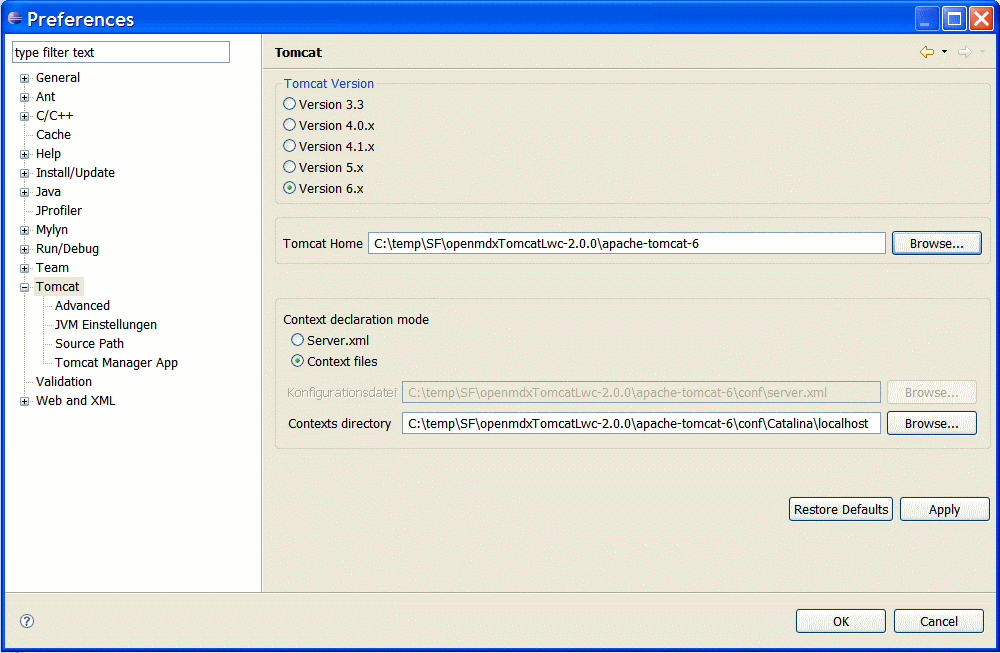 Preferences
type filter text
General
Ant
C/C++
Cache
Help
Install/Update
Java
JProfiler
Mylyn
Run/Debug
Team
Tomcat
Advanced
JVM Einstellungen
Source Path
Tomcat Manager App
Validation
Web and XML
Tomcat
Tomcat Version
Version 3.3
Version 4.0.x
Version 4.1.x
Version 5.x
Version 6.x
Tomcat Home C:\temp\SF\openmdxTomcatLwc-2.0.0\apache-tomcat-6 Browse...
Context declaration mode
Server.xml
Context files
Konfigurationsdatei C:\temp\SF\openmdxTomcatLwc-2.0.0\apache-tomcat-6\conf\server.xml Browse...
Contexts directory C:\temp\SF\openmdxTomcatLwc-2.0.0\apache-tomcat-6\conf\Catalina\localhost Browse...
Restore Defaults Apply
? OK Cancel